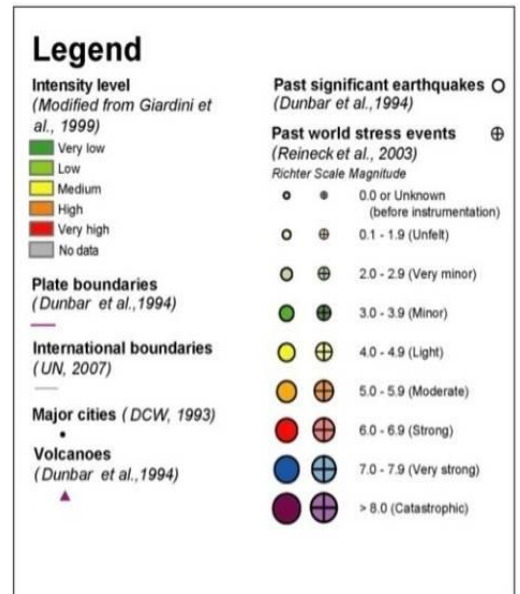 Legend
Intensity level
(Modified from Giardini et
al., 1999)
Very low
Low
Medium
High
Very high
No data
Plate boundaries
(Dunbar et al.,1994)
International boundaries
(UN, 2007)
Major cities (DCW, 1993)
Volcanoes
(Dunbar et al.,1994)
Past significant earthquakes
(Dunbar et al.,1994)
Past world stress events
(Reineck et al., 2003)
Richter Scale Magnitude
0.0 or Unknown
(before instrumentation)
0.1 - 1.9 (Unfelt)
2.0 - 2.9 (Very minor)
3.0 - 3.9 (Minor)
4.0 - 4.9 (Light)
5.0 - 5.9 (Moderate)
6.0 - 6.9 (Strong)
7.0 - 7.9 (Very strong)
> 8.0 (Catastrophic)